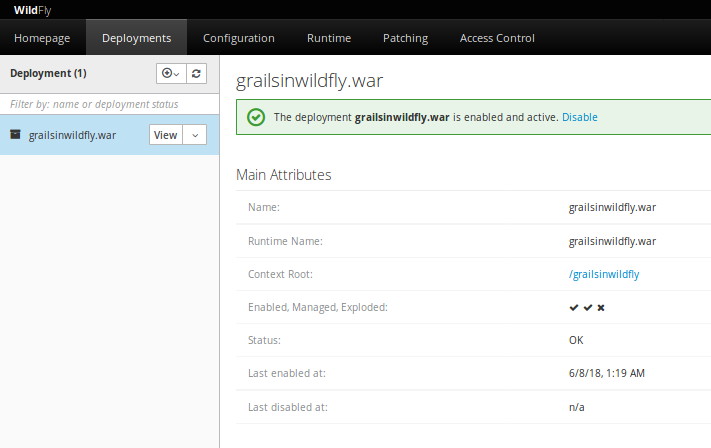 WildFly
Homepage Deployments Configuration Runtime Patching Access Control
Deployment (1)
Filter by: name or deployment status
grailsinwildfly.war View
grailsinwildfly.war
The deployment grailsinwildfly.war is enabled and active. Disable
Main Attributes
Name: grailsinwildfly.war
Runtime Name: grailsinwildfly.war
Context Root: /grailsinwildfly
Enabled, Managed, Exploded: ✔ ✔ ✖
Status: OK
Last enabled at: 6/8/18, 1:19 AM
Last disabled at: n/a